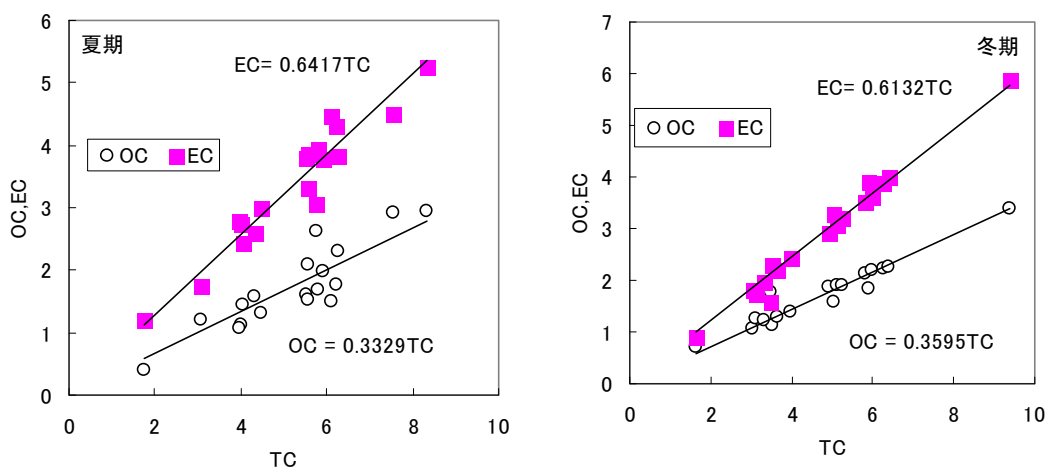 夏期
EC= 0.6417TC
OC EC
OC = 0.3329TC
OC,EC
6
5
4
3
2
1
0
0 2 4 6 8 10
TC
冬期
EC= 0.6132TC
OC EC
OC = 0.3595TC
OC,EC
7
6
5
4
3
2
1
0
0 2 4 6 8 10
TC